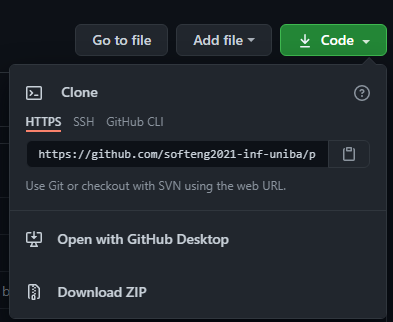 Go to file Add file Code
Clone
HTTPS SSH GitHub CLI
https://github.com/softeng2021-inf-uniba/p
Use Git or checkout with SVN using the web URL.
Open with GitHub Desktop
Download ZIP
b